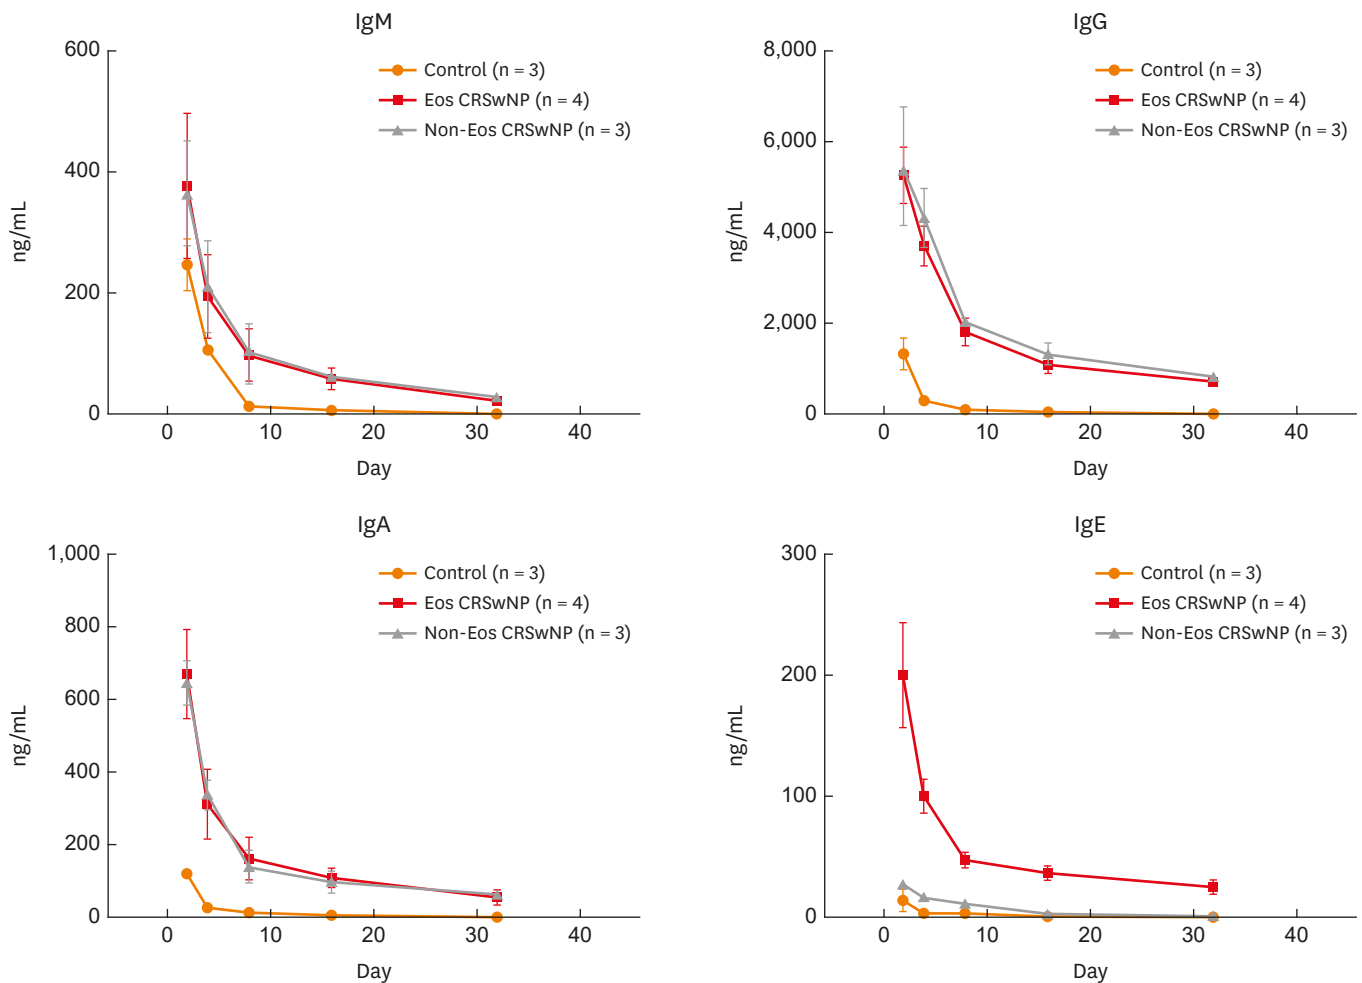 IgM
600
400
200
0
ng/mL
Control (n = 3)
Eos CRSwNP (n = 4)
Non-Eos CRSwNP (n = 3)
0 10 20 30 40
Day
IgG
8,000
6,000
4,000
2,000
0
ng/mL
Control (n = 3)
Eos CRSwNP (n = 4)
Non-Eos CRSwNP (n = 3)
0 10 20 30 40
Day
IgA
1,000
800
600
400
200
0
ng/mL
Control (n = 3)
Eos CRSwNP (n = 4)
Non-Eos CRSwNP (n = 3)
0 10 20 30 40
Day
IgE
300
200
100
0
ng/mL
Control (n = 3)
Eos CRSwNP (n = 4)
Non-Eos CRSwNP (n = 3)
0 10 20 30 40
Day